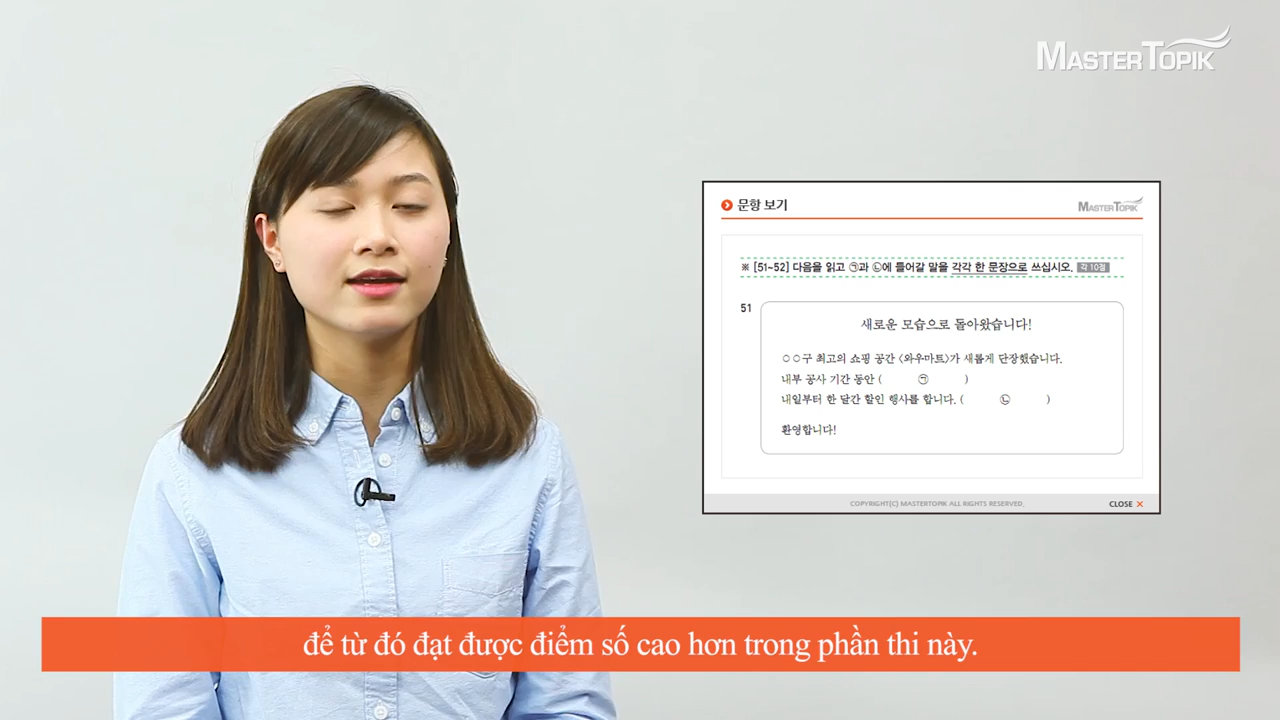 MASTERTOPIK
문항 보기
MASTERTOPIK
※ [51~52] 다음을 읽고 ㉠과 ㉡에 들어갈 말을 각각 한 문장으로 쓰십시오. 각 10점
51
새로운 모습으로 돌아왔습니다!
○○구 최고의 쇼핑 공간 〈와우마트〉가 새롭게 단장했습니다.
내부 공사 기간 동안 ( ㉠ )
내일부터 한 달간 할인 행사를 합니다. ( ㉡ )
환영합니다!
COPYRIGHT(C) MASTERTOPIK ALL RIGHTS RESERVED.
CLOSE ✕
để từ đó đạt được điểm số cao hơn trong phần thi này.